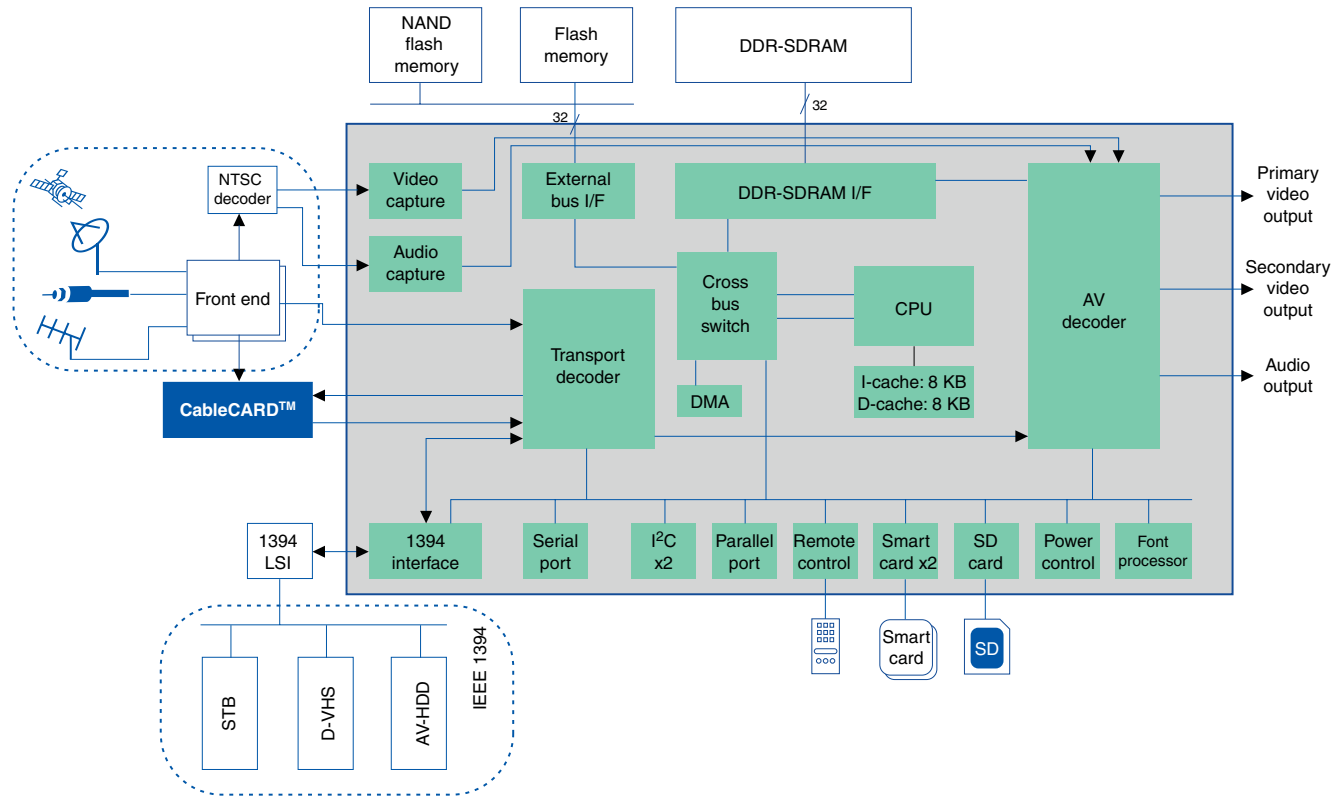 NAND
flash
memory
Flash
memory
DDR-SDRAM
32
32
NTSC
decoder
Video
capture
External
bus I/F
DDR-SDRAM I/F
Primary
video
output
Audio
capture
Front end
Cross
bus
switch
CPU
AV
decoder
Secondary
video
output
Transport
decoder
I-cache: 8 KB
D-cache: 8 KB
DMA
Audio
output
CableCARD™
1394
LSI
1394
interface
Serial
port
I²C
x2
Parallel
port
Remote
control
Smart
card x2
SD
card
Power
control
Font
processor
Smart
card
SD
STB
D-VHS
AV-HDD
IEEE 1394